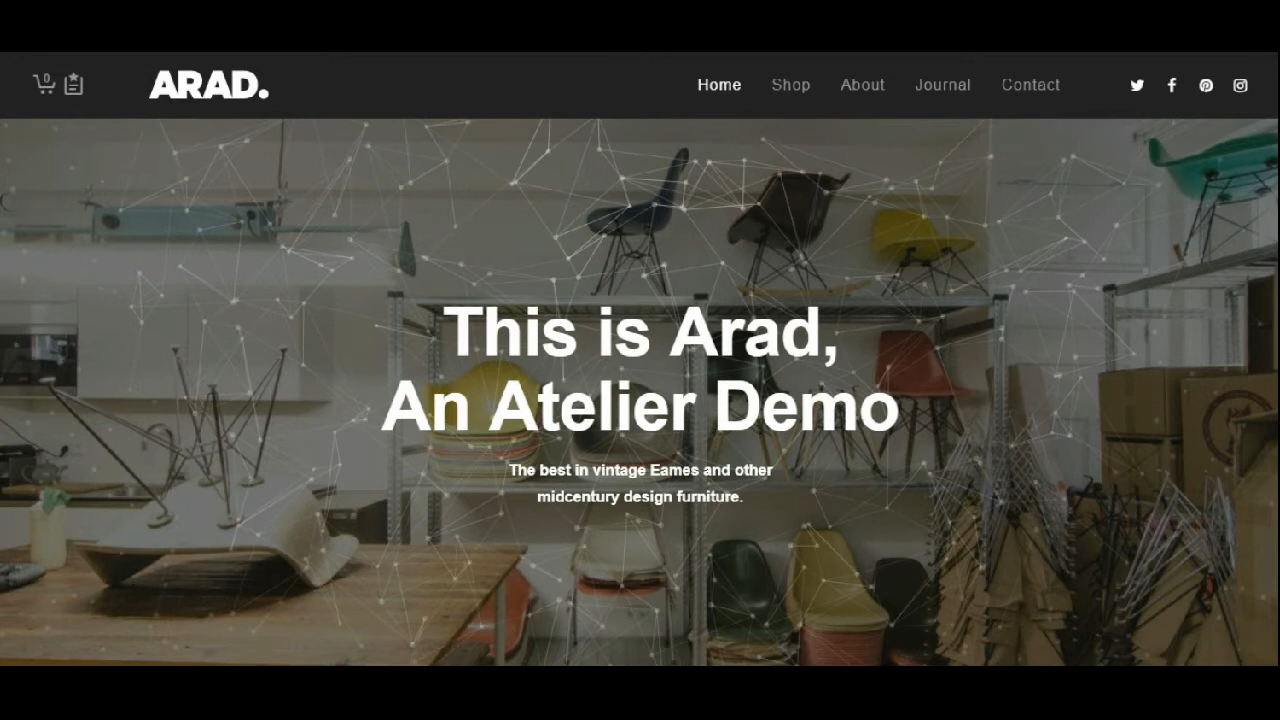 0
ARAD.
Home Shop About Journal Contact
This is Arad,
An Atelier Demo
The best in vintage Eames and other
midcentury design furniture.